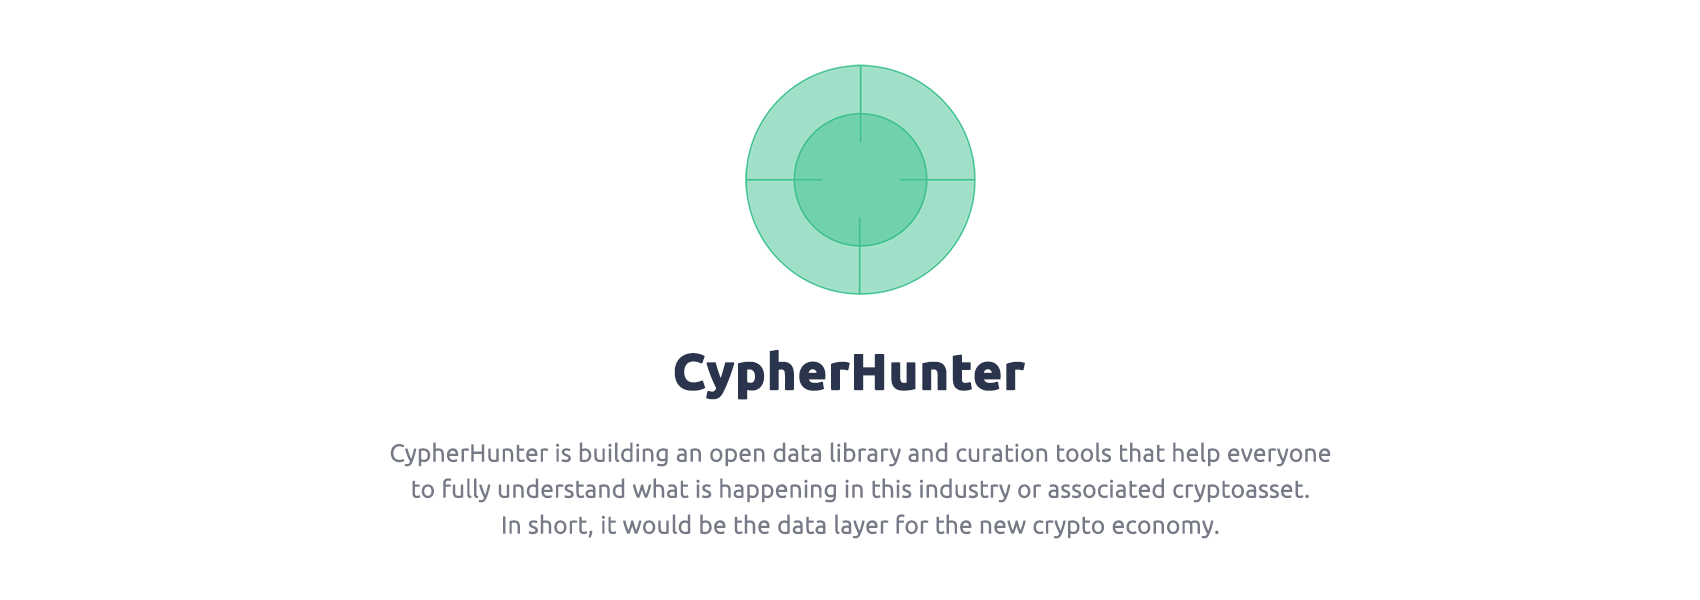 CypherHunter
CypherHunter is building an open data library and curation tools that help everyone
to fully understand what is happening in this industry or associated cryptoasset.
In short, it would be the data layer for the new crypto economy.